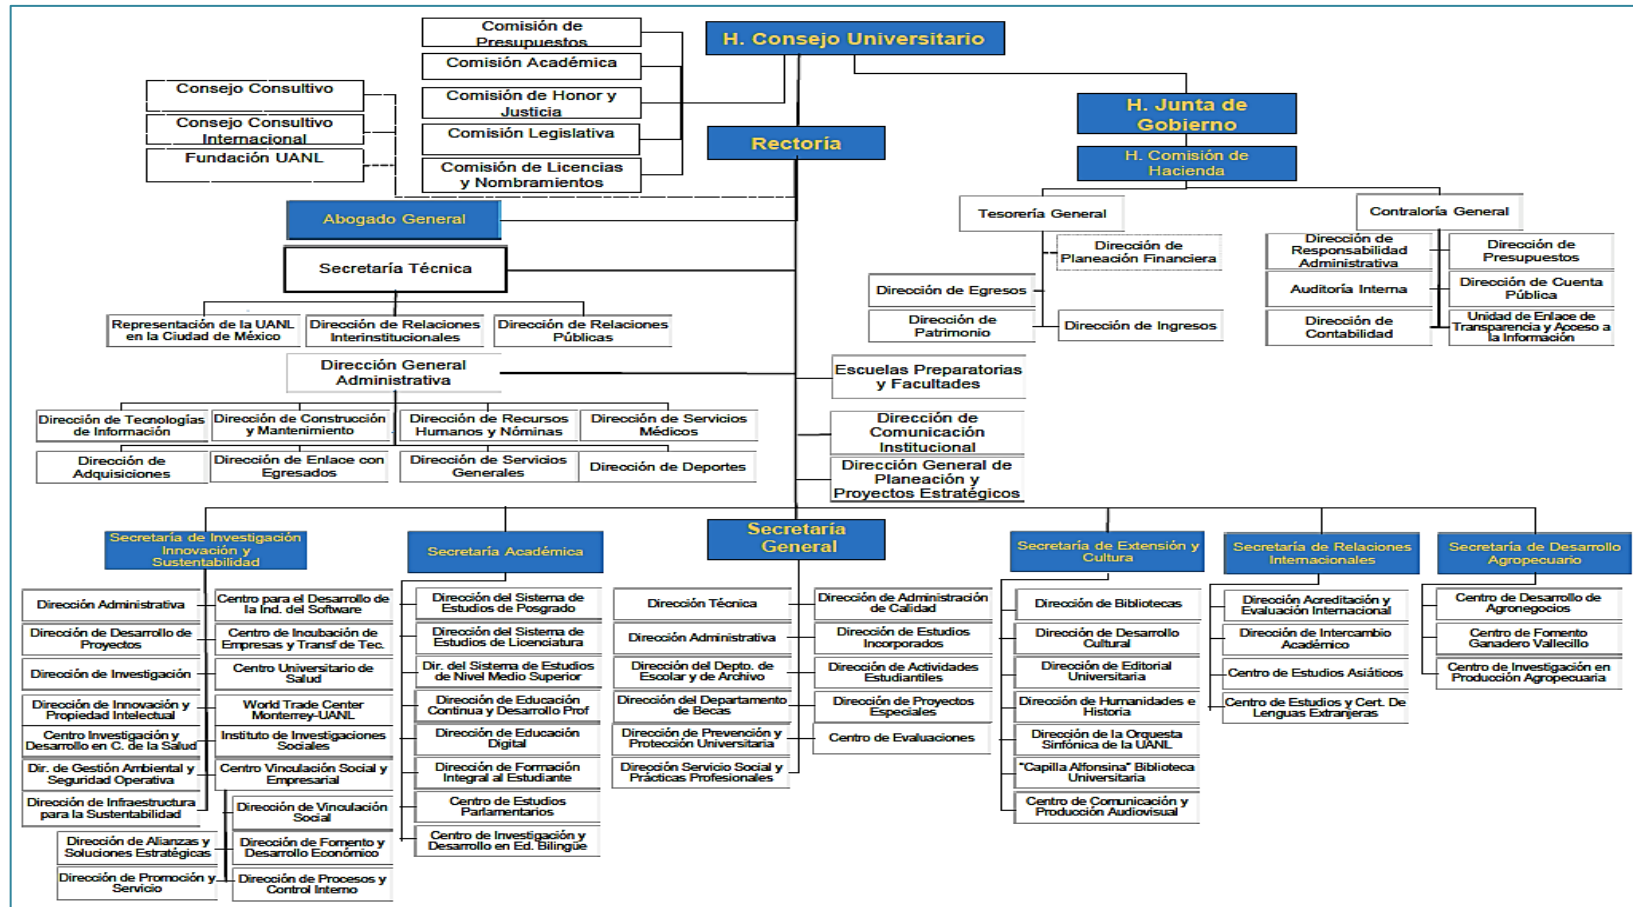 H. Consejo Universitario
Comisión de
Presupuestos
Comisión Académica
Comisión de Honor y
Justicia
Comisión Legislativa
Comisión de Licencias
y Nombramientos
Consejo Consultivo
Consejo Consultivo
Internacional
Fundación UANL
Rectoría
H. Junta de
Gobierno
H. Comisión de
Hacienda
Tesorería General
Dirección de
Planeación Financiera
Dirección de Egresos
Dirección de
Patrimonio
Dirección de Ingresos
Contraloría General
Dirección de
Responsabilidad
Administrativa
Dirección de
Presupuestos
Auditoría Interna
Dirección de Cuenta
Pública
Dirección de
Contabilidad
Unidad de Enlace de
Transparencia y Acceso a
la Información
Abogado General
Secretaría Técnica
Representación de la UANL
en la Ciudad de México
Dirección de Relaciones
Interinstitucionales
Dirección de Relaciones
Públicas
Dirección General
Administrativa
Dirección de Tecnologías
de Información
Dirección de Construcción
y Mantenimiento
Dirección de Recursos
Humanos y Nóminas
Dirección de Servicios
Médicos
Dirección de
Adquisiciones
Dirección de Enlace con
Egresados
Dirección de Servicios
Generales
Dirección de Deportes
Escuelas Preparatorias
y Facultades
Dirección de
Comunicación
Institucional
Dirección General de
Planeación y
Proyectos Estratégicos
Secretaría de Investigación
Innovación y
Sustentabilidad
Dirección Administrativa
Centro para el Desarrollo de
la Ind. del Software
Dirección de Desarrollo de
Proyectos
Centro de Incubación de
Empresas y Transf de Tec.
Dirección de Investigación
Centro Universitario de
Salud
Dirección de Innovación y
Propiedad Intelectual
World Trade Center
Monterrey-UANL
Centro Investigación y
Desarrollo en C. de la Salud
Instituto de Investigaciones
Sociales
Dir. de Gestión Ambiental y
Seguridad Operativa
Centro Vinculación Social y
Empresarial
Dirección de Infraestructura
para la Sustentabilidad
Dirección de Vinculación
Social
Dirección de Alianzas y
Soluciones Estratégicas
Dirección de Fomento y
Desarrollo Económico
Dirección de Promoción y
Servicio
Dirección de Procesos y
Control Interno
Secretaría Académica
Dirección del Sistema de
Estudios de Posgrado
Dirección del Sistema de
Estudios de Licenciatura
Dir. del Sistema de Estudios
de Nivel Medio Superior
Dirección de Educación
Continua y Desarrollo Prof
Dirección de Educación
Digital
Dirección de Formación
Integral al Estudiante
Centro de Estudios
Parlamentarios
Centro de Investigación y
Desarrollo en Ed. Bilingüe
Secretaría
General
Dirección Técnica
Dirección de Administración
de Calidad
Dirección Administrativa
Dirección de Estudios
Incorporados
Dirección del Depto. de
Escolar y de Archivo
Dirección de Actividades
Estudiantiles
Dirección del Departamento
de Becas
Dirección de Proyectos
Especiales
Dirección de Prevención y
Protección Universitaria
Centro de Evaluaciones
Dirección Servicio Social y
Prácticas Profesionales
Secretaría de Extensión y
Cultura
Dirección de Bibliotecas
Dirección de Desarrollo
Cultural
Dirección de Editorial
Universitaria
Dirección de Humanidades e
Historia
Dirección de la Orquesta
Sinfónica de la UANL
"Capilla Alfonsina" Biblioteca
Universitaria
Centro de Comunicación y
Producción Audiovisual
Secretaría de Relaciones
Internacionales
Dirección Acreditación y
Evaluación Internacional
Dirección de Intercambio
Académico
Centro de Estudios Asiáticos
Centro de Estudios y Cert. De
Lenguas Extranjeras
Secretaría de Desarrollo
Agropecuario
Centro de Desarrollo de
Agronegocios
Centro de Fomento
Ganadero Vallecillo
Centro de Investigación en
Producción Agropecuaria